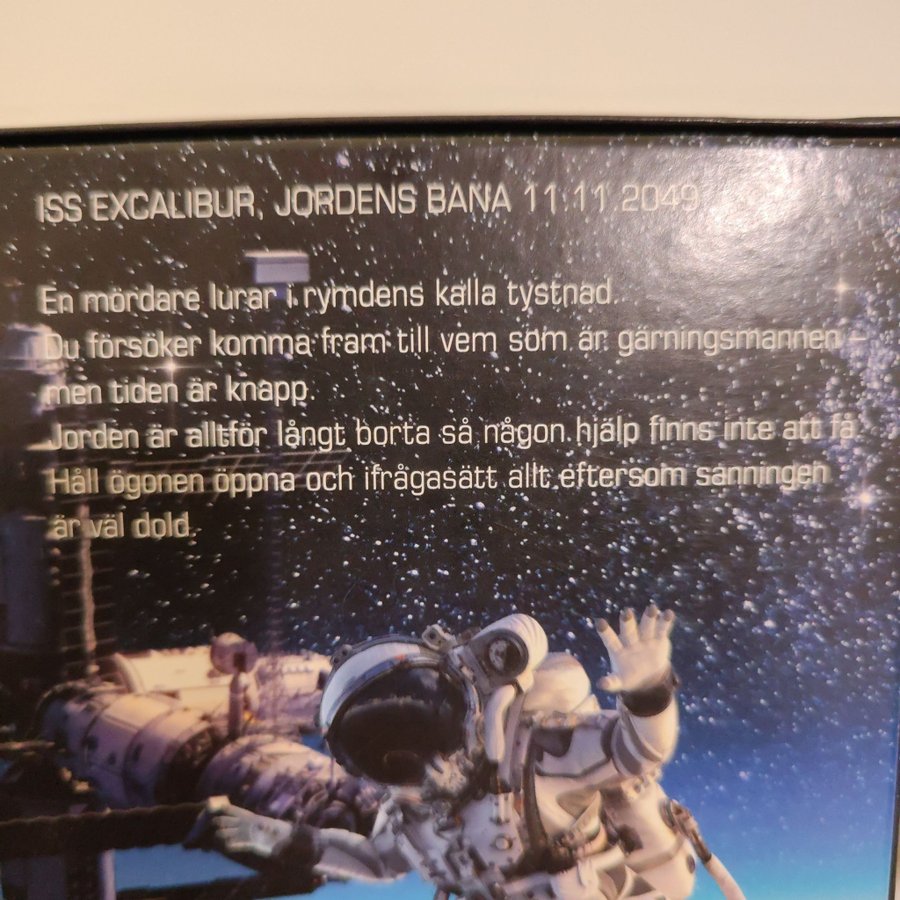 ISS EXCALIBUR, JORDENS BANA 11.11 2049
En mördare lurar i rymdens kalla tystnad.
Du försöker komma fram till vem som är gärningsmannen –
men tiden är knapp.
Jorden är alltför långt borta så någon hjälp finns inte att få.
Håll ögonen öppna och ifrågasätt allt eftersom sanningen
är väl dold.